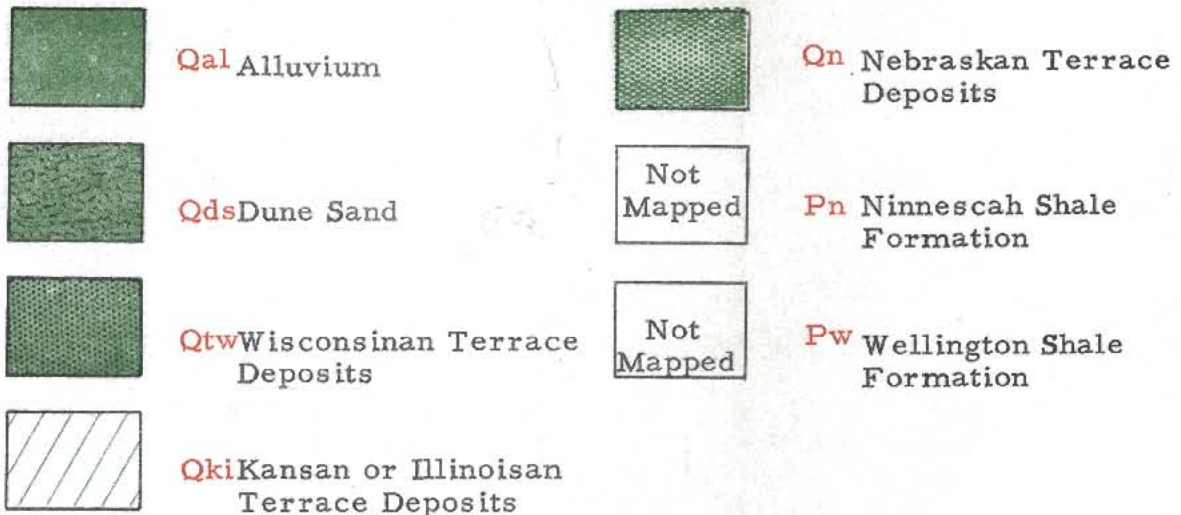 Qal Alluvium
Qds Dune Sand
Qtw Wisconsinan Terrace
Deposits
Qki Kansan or Illinoisan
Terrace Deposits
Qn Nebraskan Terrace
Deposits
Not
Mapped
Pn Ninnescah Shale
Formation
Not
Mapped
Pw Wellington Shale
Formation